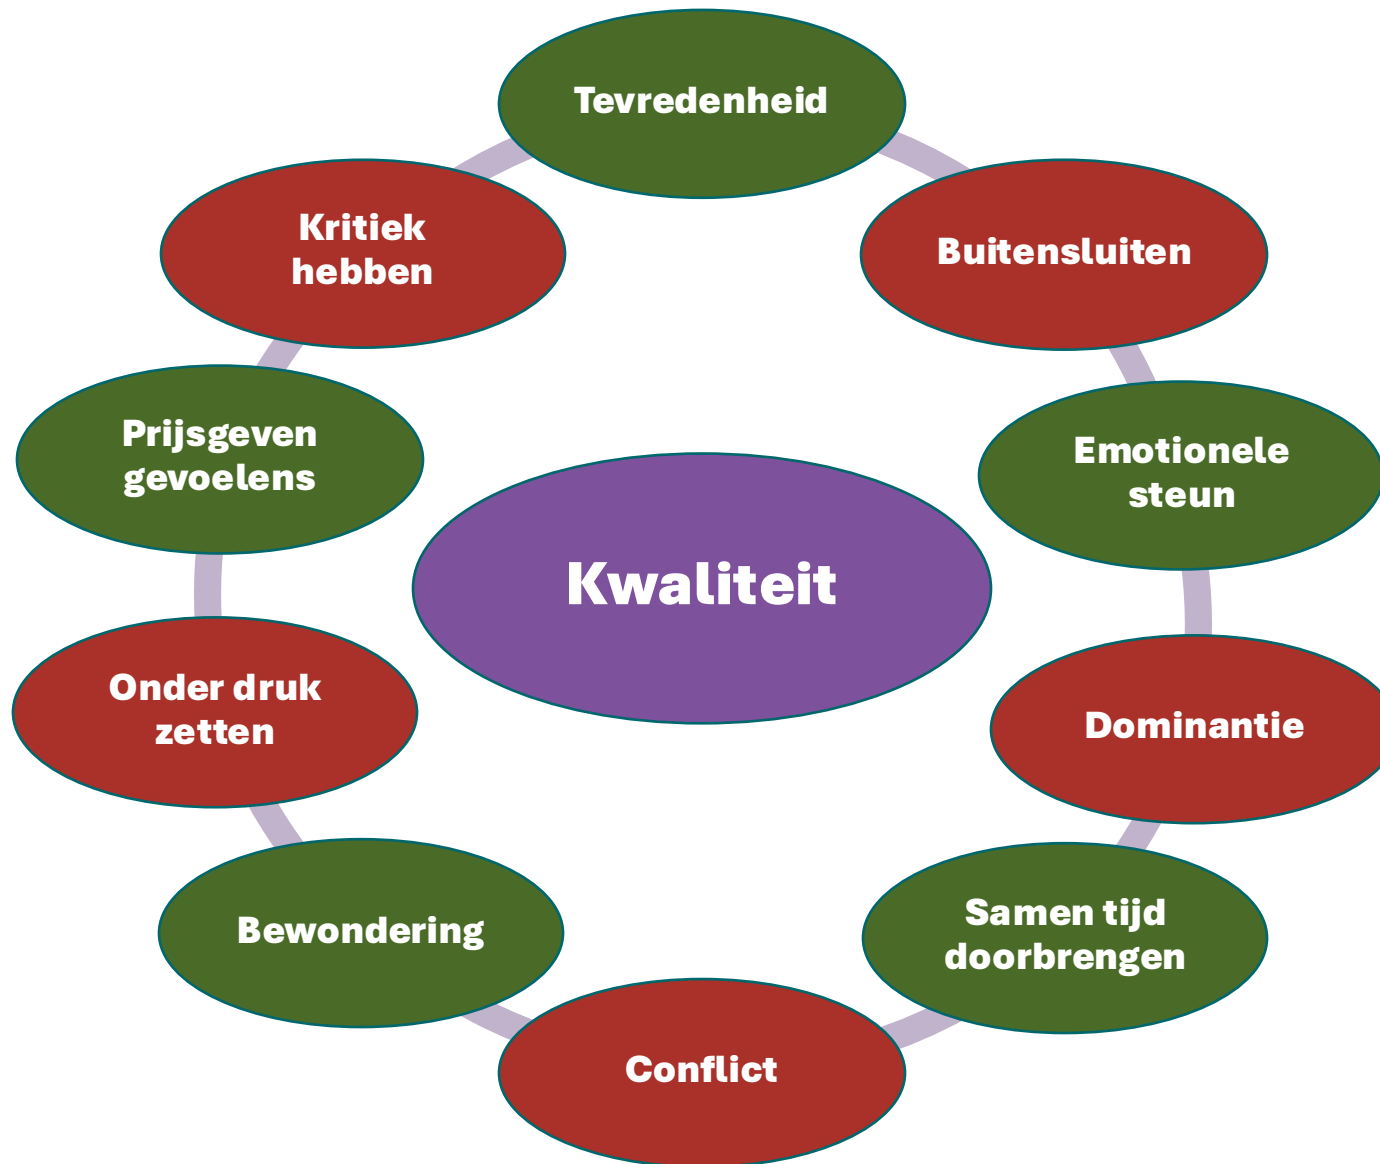 Tevredenheid
Buitensluiten
Emotionele
steun
Dominantie
Samen tijd
doorbrengen
Conflict
Bewondering
Onder druk
zetten
Prijsgeven
gevoelens
Kritiek
hebben
Kwaliteit